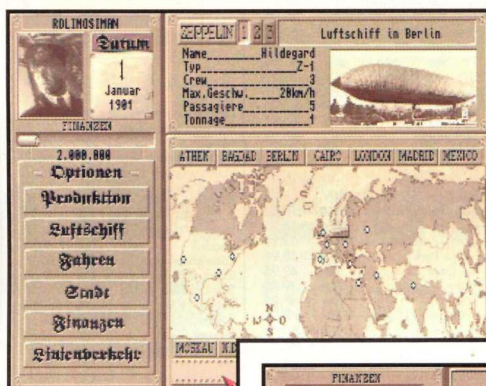 ROLINOSIMAN
Datum
1
Januar
1901
FINANZEN
2.000.000
Optionen
Produktion
Luftschiff
Fahren
Stadt
Finanzen
Linienverkehr
ZEPPELIN 1 2 3
Luftschiff in Berlin
Name Hildegard
Typ Z-1
Crew 3
Max.Geschw. 20km/h
Passagiere 5
Tonnage 1
ATHEN BAGDAD BERLIN CAIRO LONDON MADRID MEXICO
N
W O
S
MOSKAU
FINANZEN